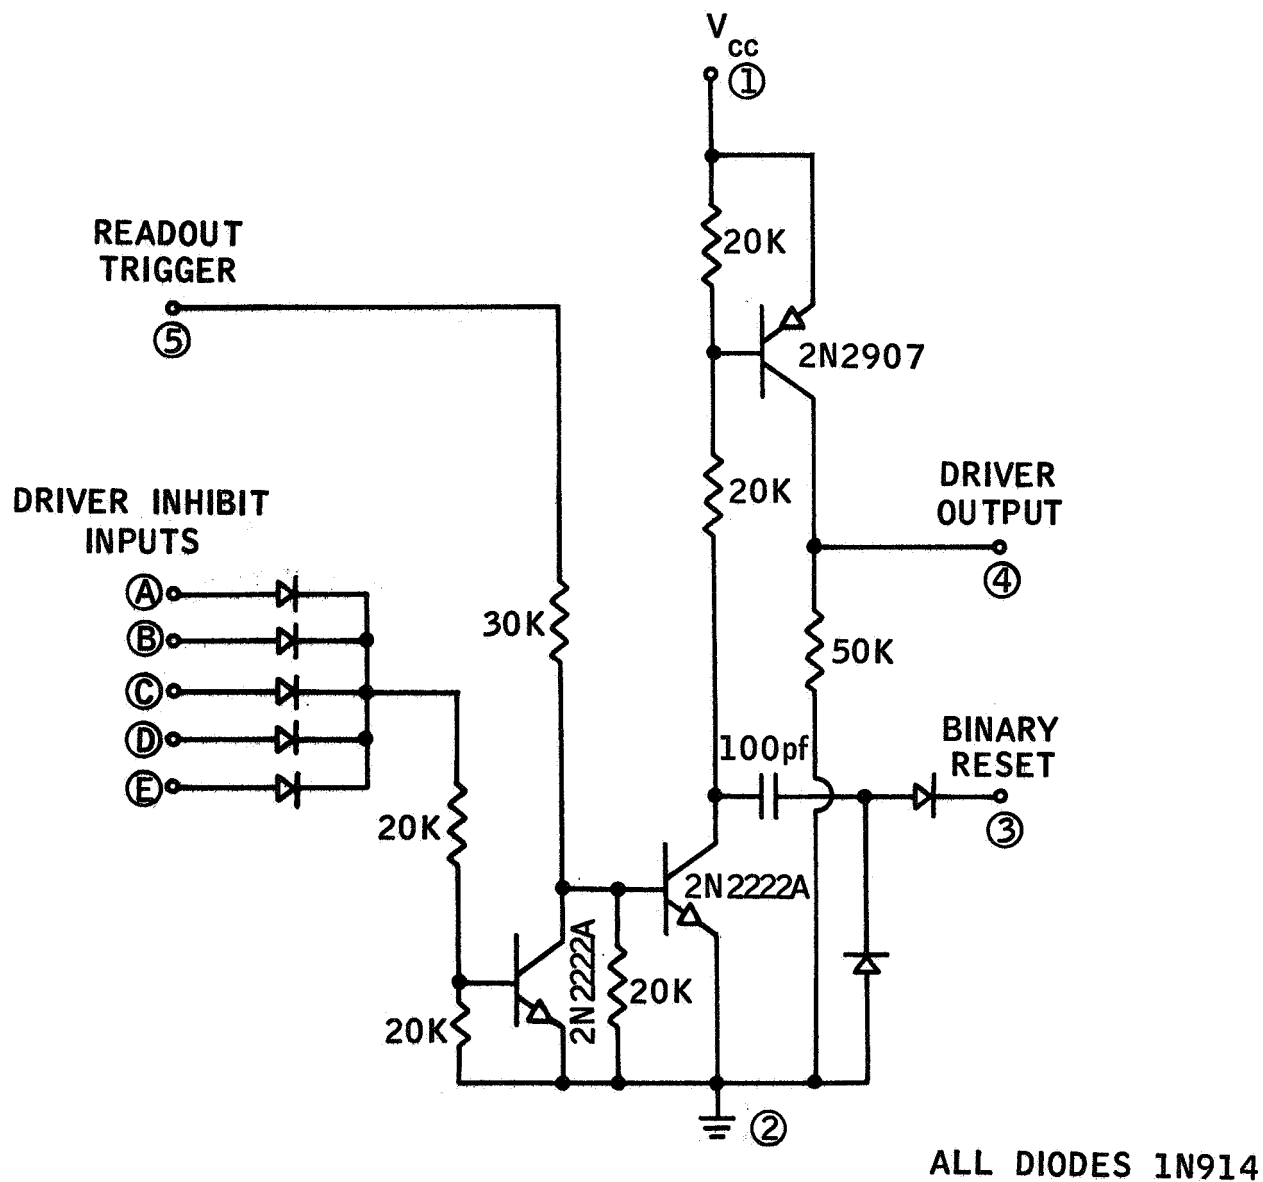 V
CC
①
20K
READOUT
TRIGGER
⑤
2N2907
20K
DRIVER
OUTPUT
④
DRIVER INHIBIT
INPUTS
Ⓐ
Ⓑ
Ⓒ
Ⓓ
Ⓔ
30K
50K
BINARY
RESET
③
100pf
20K
2N2222A
2N2222A
20K
20K
②
ALL DIODES 1N914